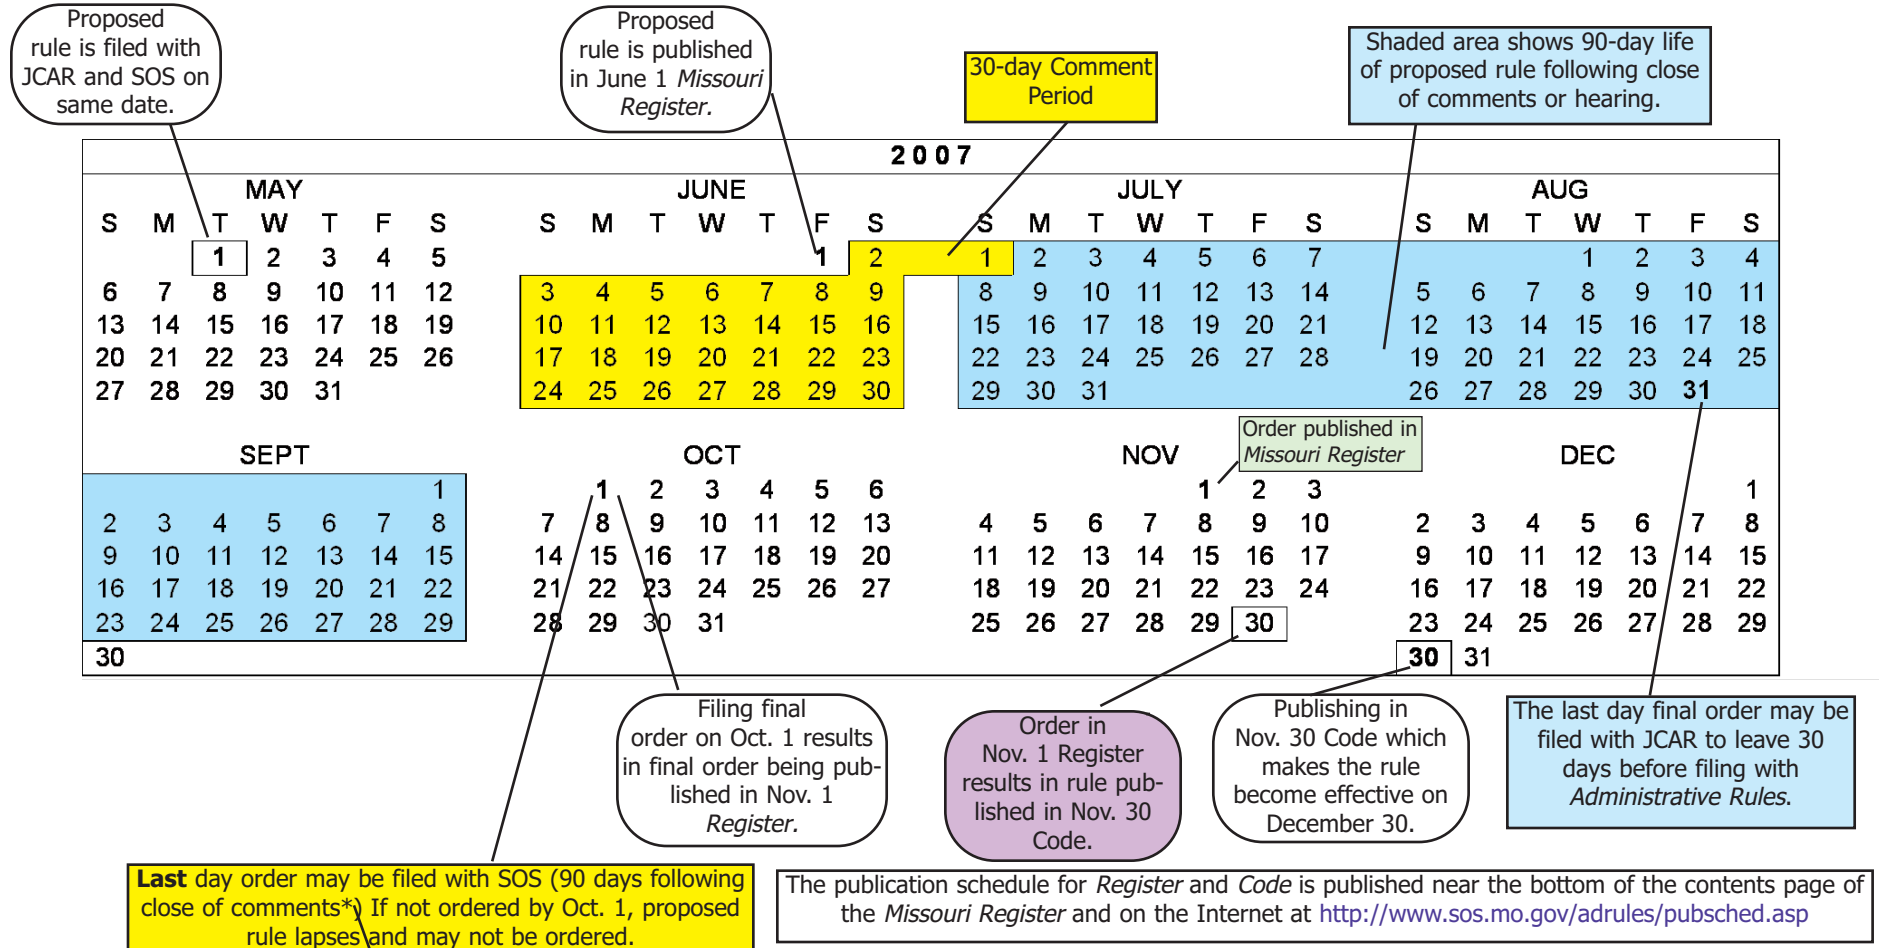 Proposed
rule is filed with
JCAR and SOS on
same date.
Proposed
rule is published
in June 1 Missouri
Register.
30-day Comment
Period
Shaded area shows 90-day life
of proposed rule following close
of comments or hearing.
2007
MAY JUNE JULY AUG
S M T W T F S S M T W T F S S M T W T F S S M T W T F S
1 2 3 4 5 1 2 1 2 3 4 5 6 7 1 2 3 4
6 7 8 9 10 11 12 3 4 5 6 7 8 9 8 9 10 11 12 13 14 5 6 7 8 9 10 11
13 14 15 16 17 18 19 10 11 12 13 14 15 16 15 16 17 18 19 20 21 12 13 14 15 16 17 18
20 21 22 23 24 25 26 17 18 19 20 21 22 23 22 23 24 25 26 27 28 19 20 21 22 23 24 25
27 28 29 30 31 24 25 26 27 28 29 30 29 30 31 26 27 28 29 30 31
Order published in
Missouri Register
SEPT OCT NOV DEC
1 1 2 3 4 5 6 1 2 3 1
2 3 4 5 6 7 8 7 8 9 10 11 12 13 4 5 6 7 8 9 10 2 3 4 5 6 7 8
9 10 11 12 13 14 15 14 15 16 17 18 19 20 11 12 13 14 15 16 17 9 10 11 12 13 14 15
16 17 18 19 20 21 22 21 22 23 24 25 26 27 18 19 20 21 22 23 24 16 17 18 19 20 21 22
23 24 25 26 27 28 29 28 29 30 31 25 26 27 28 29 30 23 24 25 26 27 28 29
30 30 31
Filing final
order on Oct. 1 results
in final order being pub-
lished in Nov. 1
Register.
Order in
Nov. 1 Register
results in rule pub-
lished in Nov. 30
Code.
Publishing in
Nov. 30 Code which
makes the rule
become effective on
December 30.
The last day final order may be
filed with JCAR to leave 30
days before filing with
Administrative Rules.
Last day order may be filed with SOS (90 days following
close of comments*) If not ordered by Oct. 1, proposed
rule lapses and may not be ordered.
The publication schedule for Register and Code is published near the bottom of the contents page of
the Missouri Register and on the Internet at http://www.sos.mo.gov/adrules/pubsched.asp